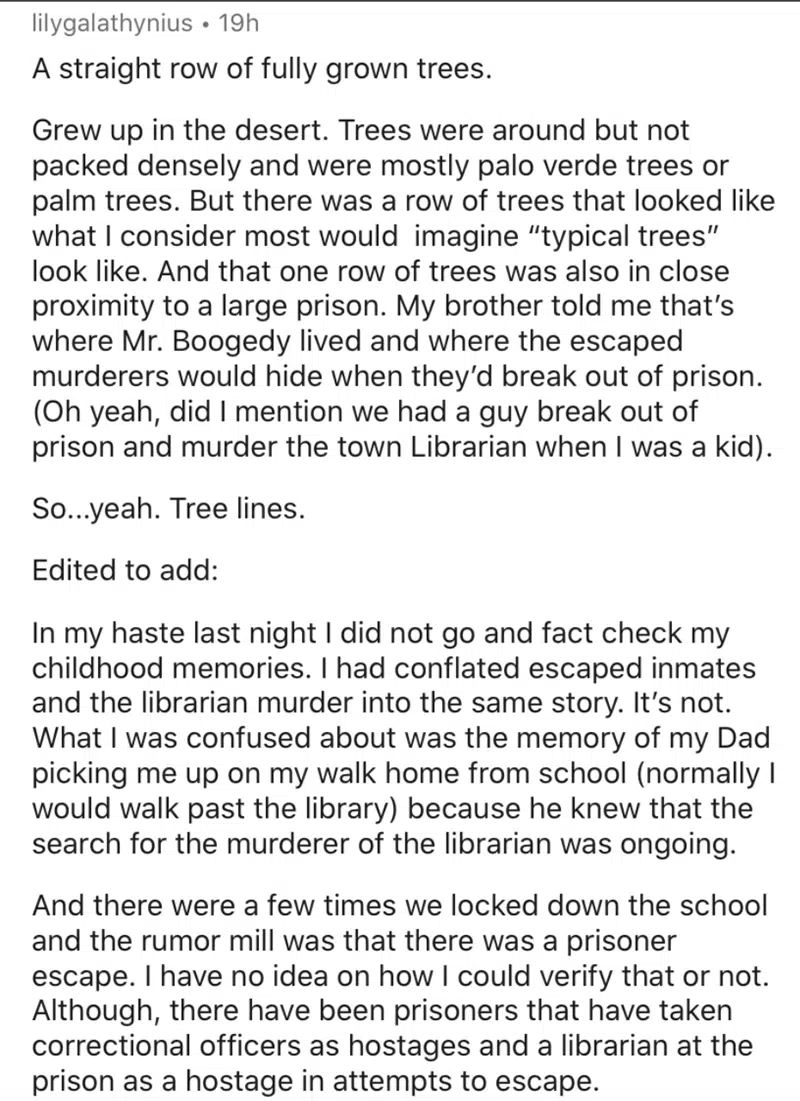 lilygalathynius • 19h
A straight row of fully grown trees.
Grew up in the desert. Trees were around but not
packed densely and were mostly palo verde trees or
palm trees. But there was a row of trees that looked like
what I consider most would  imagine “typical trees”
look like. And that one row of trees was also in close
proximity to a large prison. My brother told me that’s
where Mr. Boogedy lived and where the escaped
murderers would hide when they’d break out of prison.
(Oh yeah, did I mention we had a guy break out of
prison and murder the town Librarian when I was a kid).
So...yeah. Tree lines.
Edited to add:
In my haste last night I did not go and fact check my
childhood memories. I had conflated escaped inmates
and the librarian murder into the same story. It’s not.
What I was confused about was the memory of my Dad
picking me up on my walk home from school (normally I
would walk past the library) because he knew that the
search for the murderer of the librarian was ongoing.
And there were a few times we locked down the school
and the rumor mill was that there was a prisoner
escape. I have no idea on how I could verify that or not.
Although, there have been prisoners that have taken
correctional officers as hostages and a librarian at the
prison as a hostage in attempts to escape.